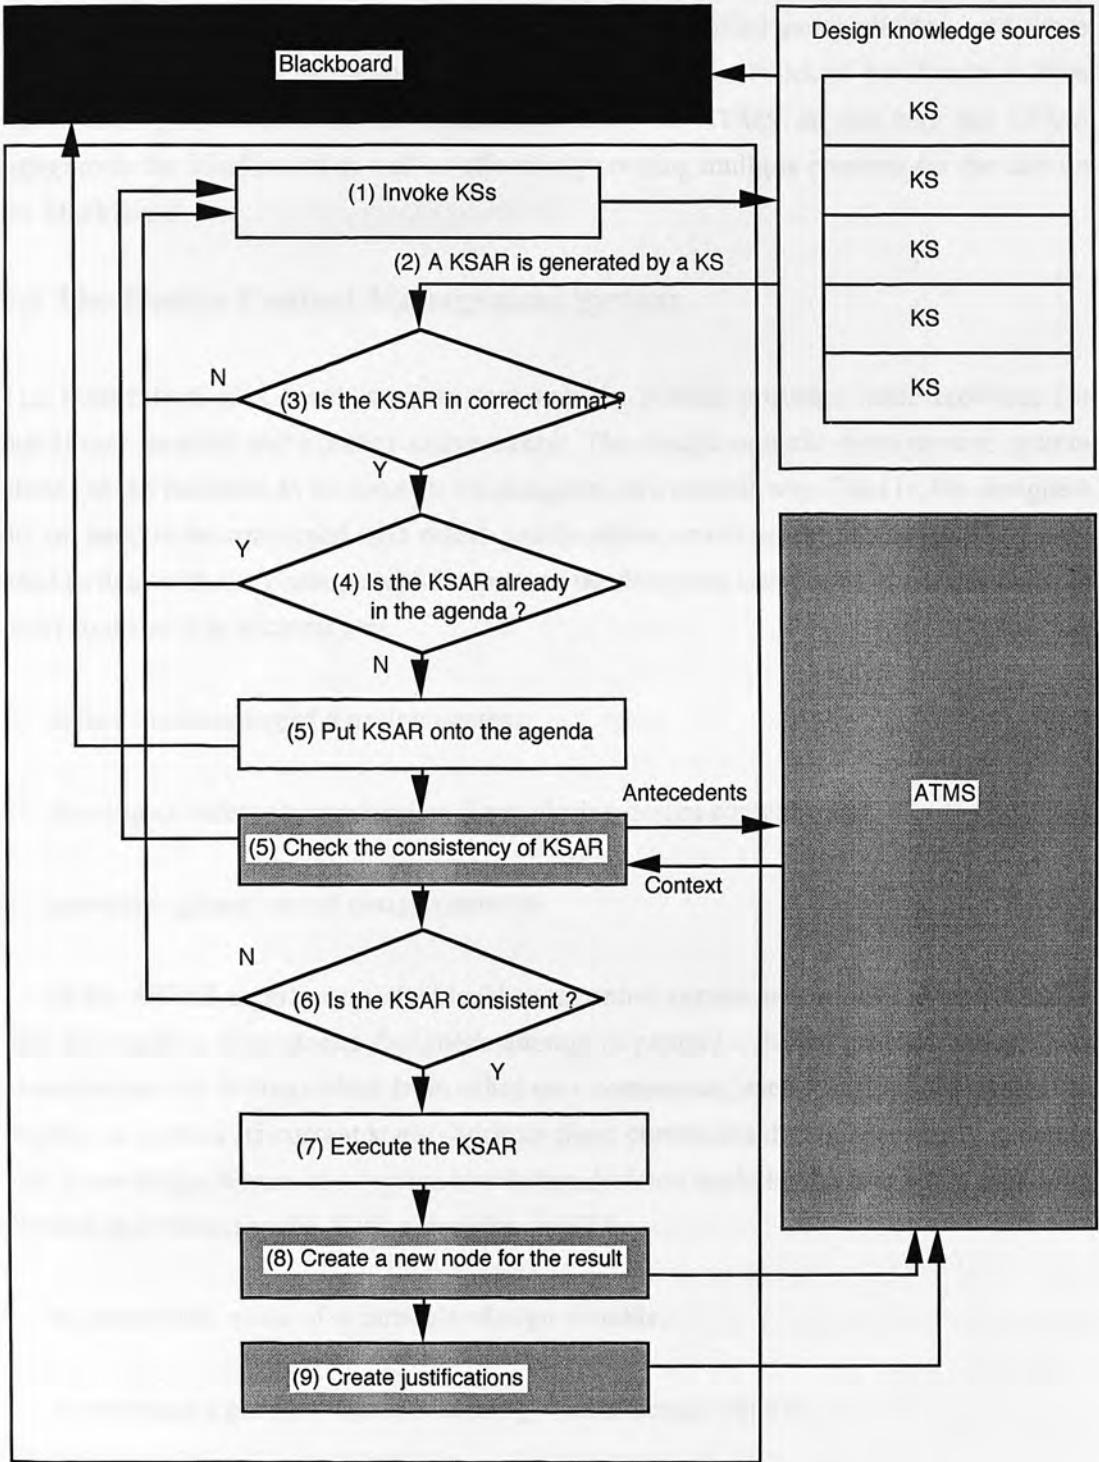 Blackboard
Design knowledge sources
KS
KS
KS
KS
KS
(1) Invoke KSs
(2) A KSAR is generated by a KS
N
(3) Is the KSAR in correct format ?
Y
Y
(4) Is the KSAR already
in the agenda ?
N
(5) Put KSAR onto the agenda
Antecedents
ATMS
(5) Check the consistency of KSAR
Context
N
(6) Is the KSAR consistent ?
Y
(7) Execute the KSAR
(8) Create a new node for the result
(9) Create justifications